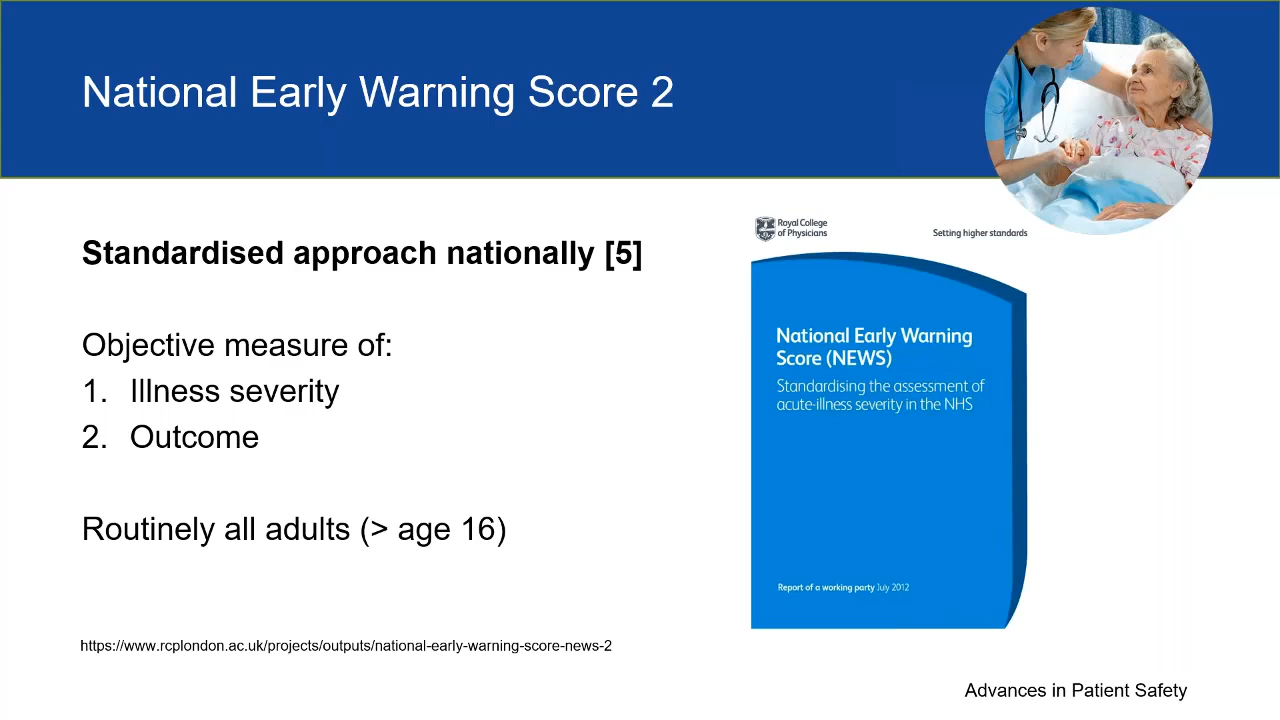 National Early Warning Score 2
Standardised approach nationally [5]
Objective measure of:
1. Illness severity
2. Outcome
Routinely all adults (> age 16)
https://www.rcplondon.ac.uk/projects/outputs/national-early-warning-score-news-2
Royal College
of Physicians
Setting higher standards
National Early Warning
Score (NEWS)
Standardising the assessment of
acute-illness severity in the NHS
Report of a working party July 2012
Advances in Patient Safety